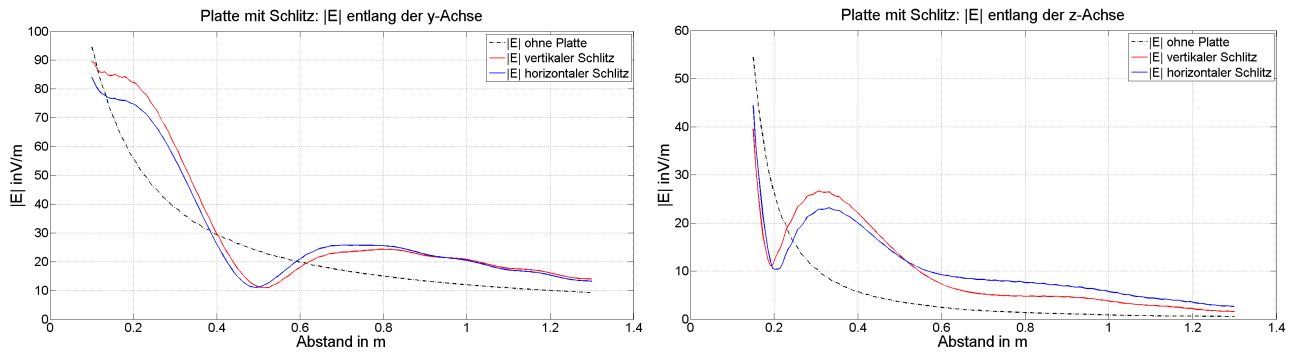 Platte mit Schlitz: |E| entlang der y-Achse
|E| inV/m
100
90
80
70
60
50
40
30
20
10
0
|E| ohne Platte
|E| vertikaler Schlitz
|E| horizontaler Schlitz
0 0.2 0.4 0.6 0.8 1 1.2 1.4
Abstand in m
Platte mit Schlitz: |E| entlang der z-Achse
|E| inV/m
60
50
40
30
20
10
0
|E| ohne Platte
|E| vertikaler Schlitz
|E| horizontaler Schlitz
0 0.2 0.4 0.6 0.8 1 1.2 1.4
Abstand in m